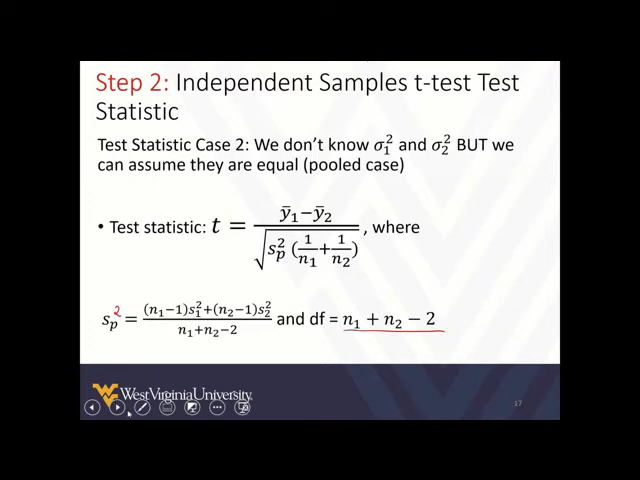 Step 2: Independent Samples t-test Test
Statistic
Test Statistic Case 2: We don't know σ₁² and σ₂² BUT we
can assume they are equal (pooled case)
• Test statistic: t = (ȳ₁−ȳ₂) / √(s_p² (1/n₁ + 1/n₂)) , where
s_p² = ((n₁−1)s₁²+(n₂−1)s₂²) / (n₁+n₂−2) and df = n₁ + n₂ − 2
WestVirginiaUniversity.
17